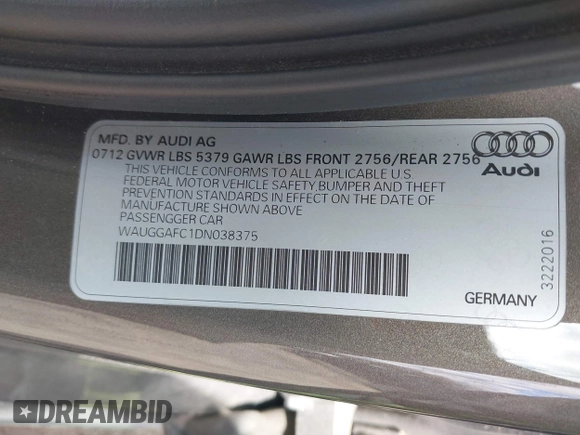 MFD. BY AUDI AG
0712 GVWR LBS 5379 GAWR LBS FRONT 2756/REAR 2756
THIS VEHICLE CONFORMS TO ALL APPLICABLE U.S
FEDERAL MOTOR VEHICLE SAFETY,BUMPER AND THEFT
PREVENTION STANDARDS IN EFFECT ON THE DATE OF
MANUFACTURE SHOWN ABOVE
PASSENGGER CAR
WAUGGAFC1DN038375
Audi
3222016
GERMANY
DREAMBID